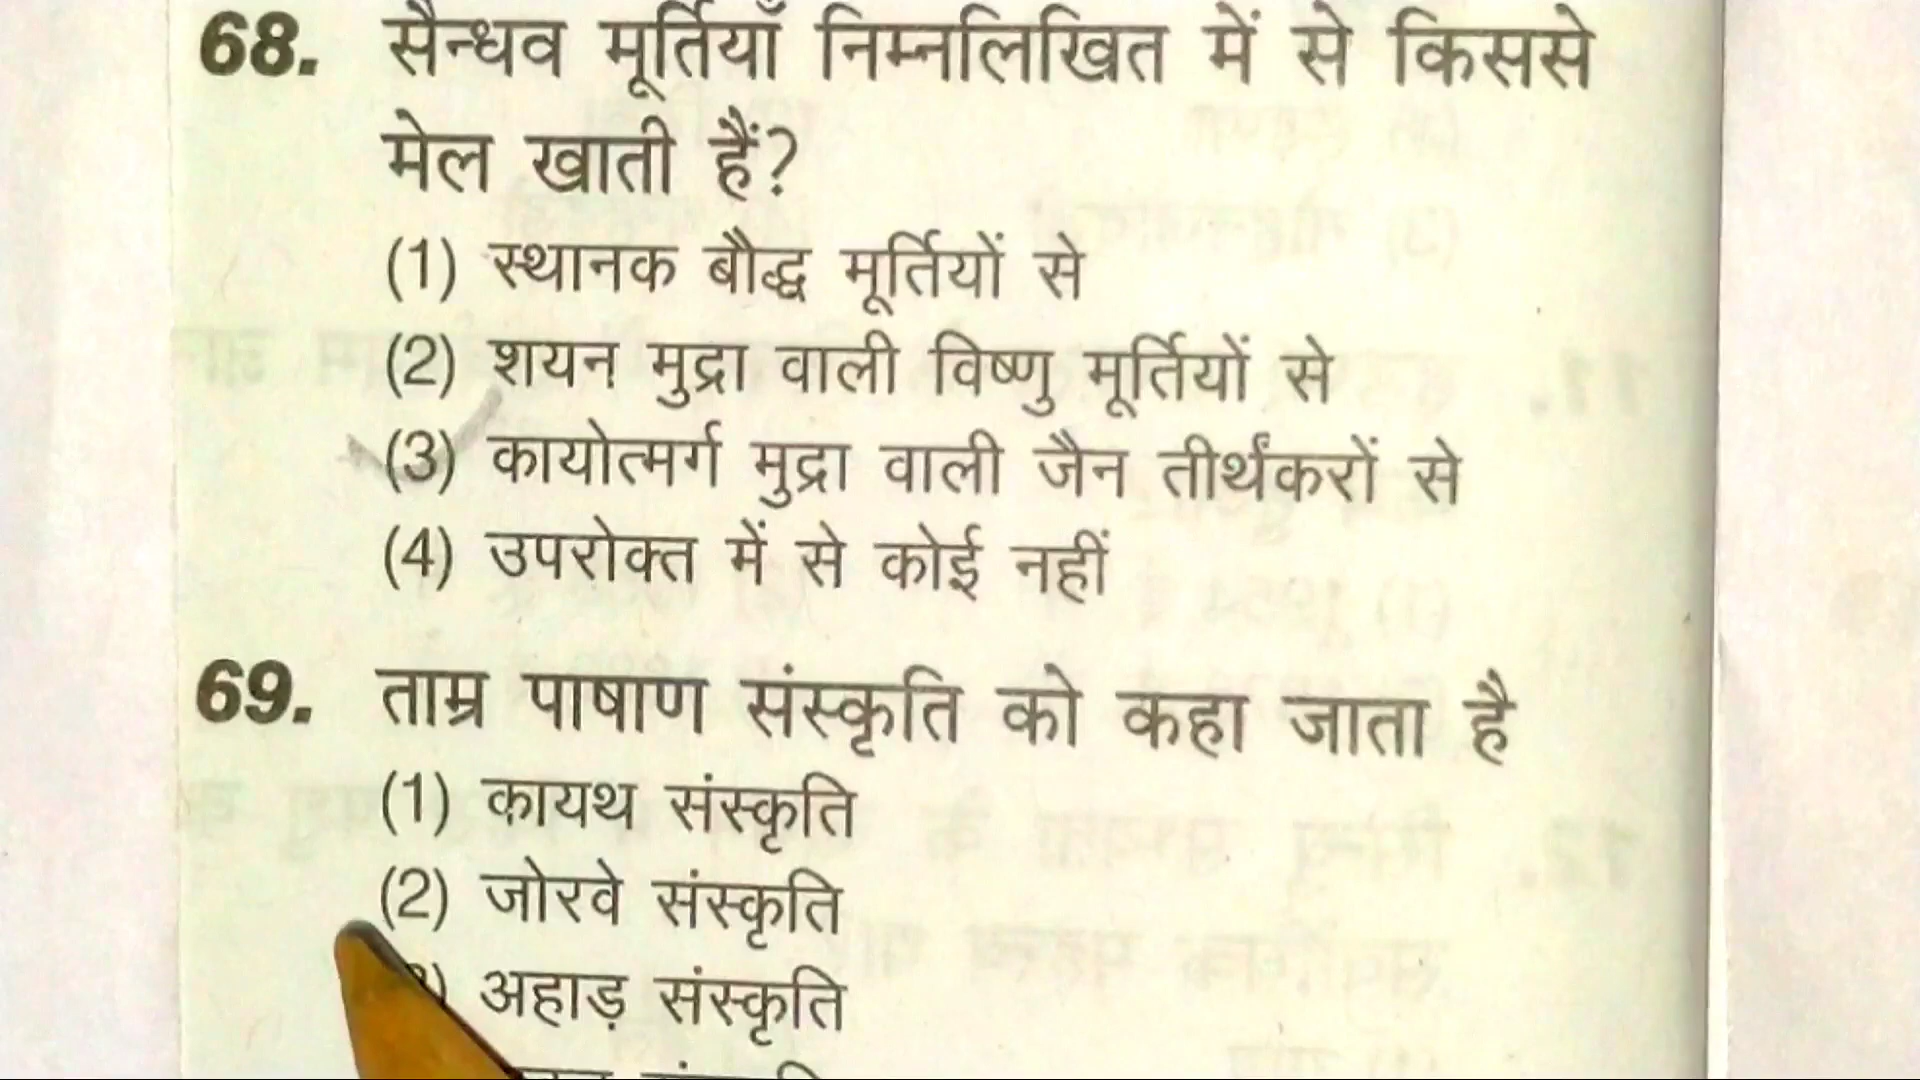 68. सैन्धव मूर्तियाँ निम्नलिखित में से किससे
मेल खाती हैं?
(1) स्थानक बौद्ध मूर्तियों से
(2) शयन मुद्रा वाली विष्णु मूर्तियों से
(3) कायोत्मर्ग मुद्रा वाली जैन तीर्थंकरों से
(4) उपरोक्त में से कोई नहीं
69. ताम्र पाषाण संस्कृति को कहा जाता है
(1) कायथ संस्कृति
(2) जोरवे संस्कृति
अहाड़ संस्कृति